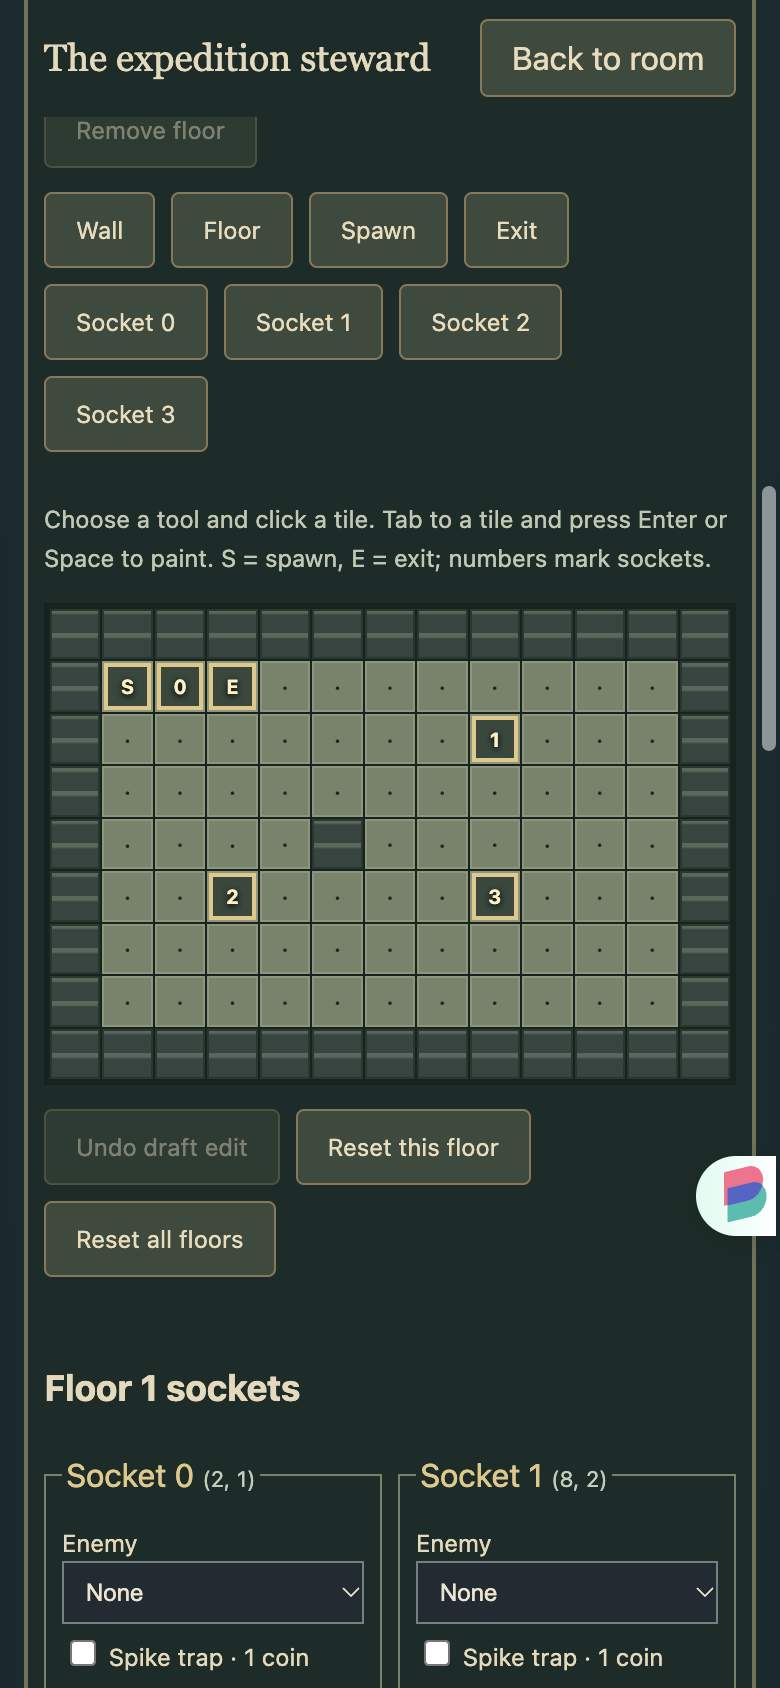 The expedition steward
Back to room
Remove floor
Wall
Floor
Spawn
Exit
Socket 0
Socket 1
Socket 2
Socket 3
Choose a tool and click a tile. Tab to a tile and press Enter or
Space to paint. S = spawn, E = exit; numbers mark sockets.
S 0 E
1
2 3
Undo draft edit
Reset this floor
Reset all floors
Floor 1 sockets
Socket 0 (2, 1)
Enemy
None
Spike trap · 1 coin
Socket 1 (8, 2)
Enemy
None
Spike trap · 1 coin